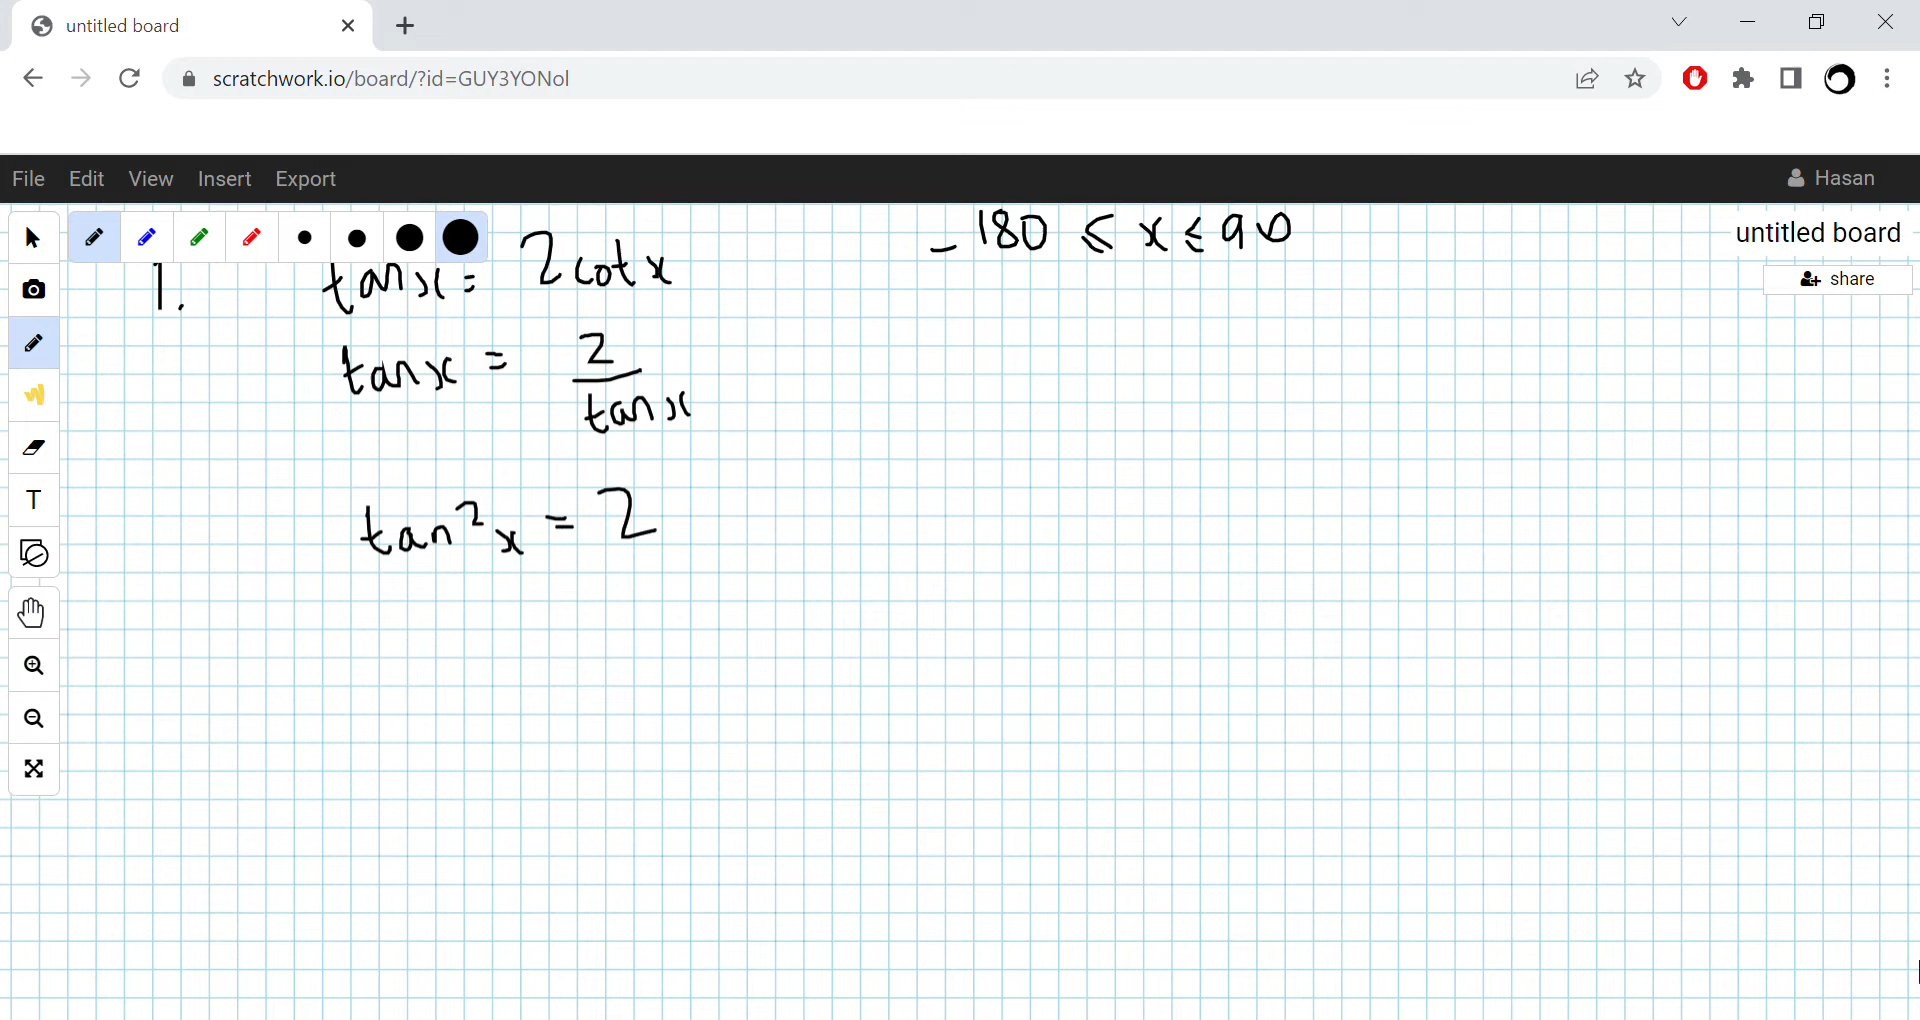 untitled board
scratchwork.io/board/?id=GUY3YONol
File Edit View Insert Export Hasan
untitled board
share
T
1. tanx = 2cotx
-180 ≤ x ≤ 90
tanx = 2/tanx
tan²x = 2